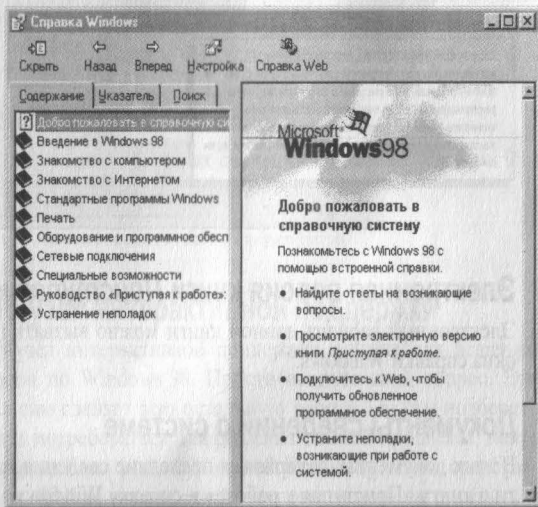 Справка Windows
Скрыть Назад Вперед Настройка Справка Web
Содержание Указатель Поиск
Добро пожаловать в справочную си
Введение в Windows 98
Знакомство с компьютером
Знакомство с Интернетом
Стандартные программы Windows
Печать
Оборудование и программное обесп
Сетевые подключения
Специальные возможности
Руководство «Приступая к работе»:
Устранение неполадок
Microsoft
Windows98
Добро пожаловать в
справочную систему
Познакомьтесь с Windows 98 с
помощью встроенной справки.
• Найдите ответы на возникающие
вопросы.
• Просмотрите электронную версию
книги Приступая к работе.
• Подключитесь к Web, чтобы
получить обновленное
программное обеспечение.
• Устраните неполадки,
возникающие при работе с
системой.